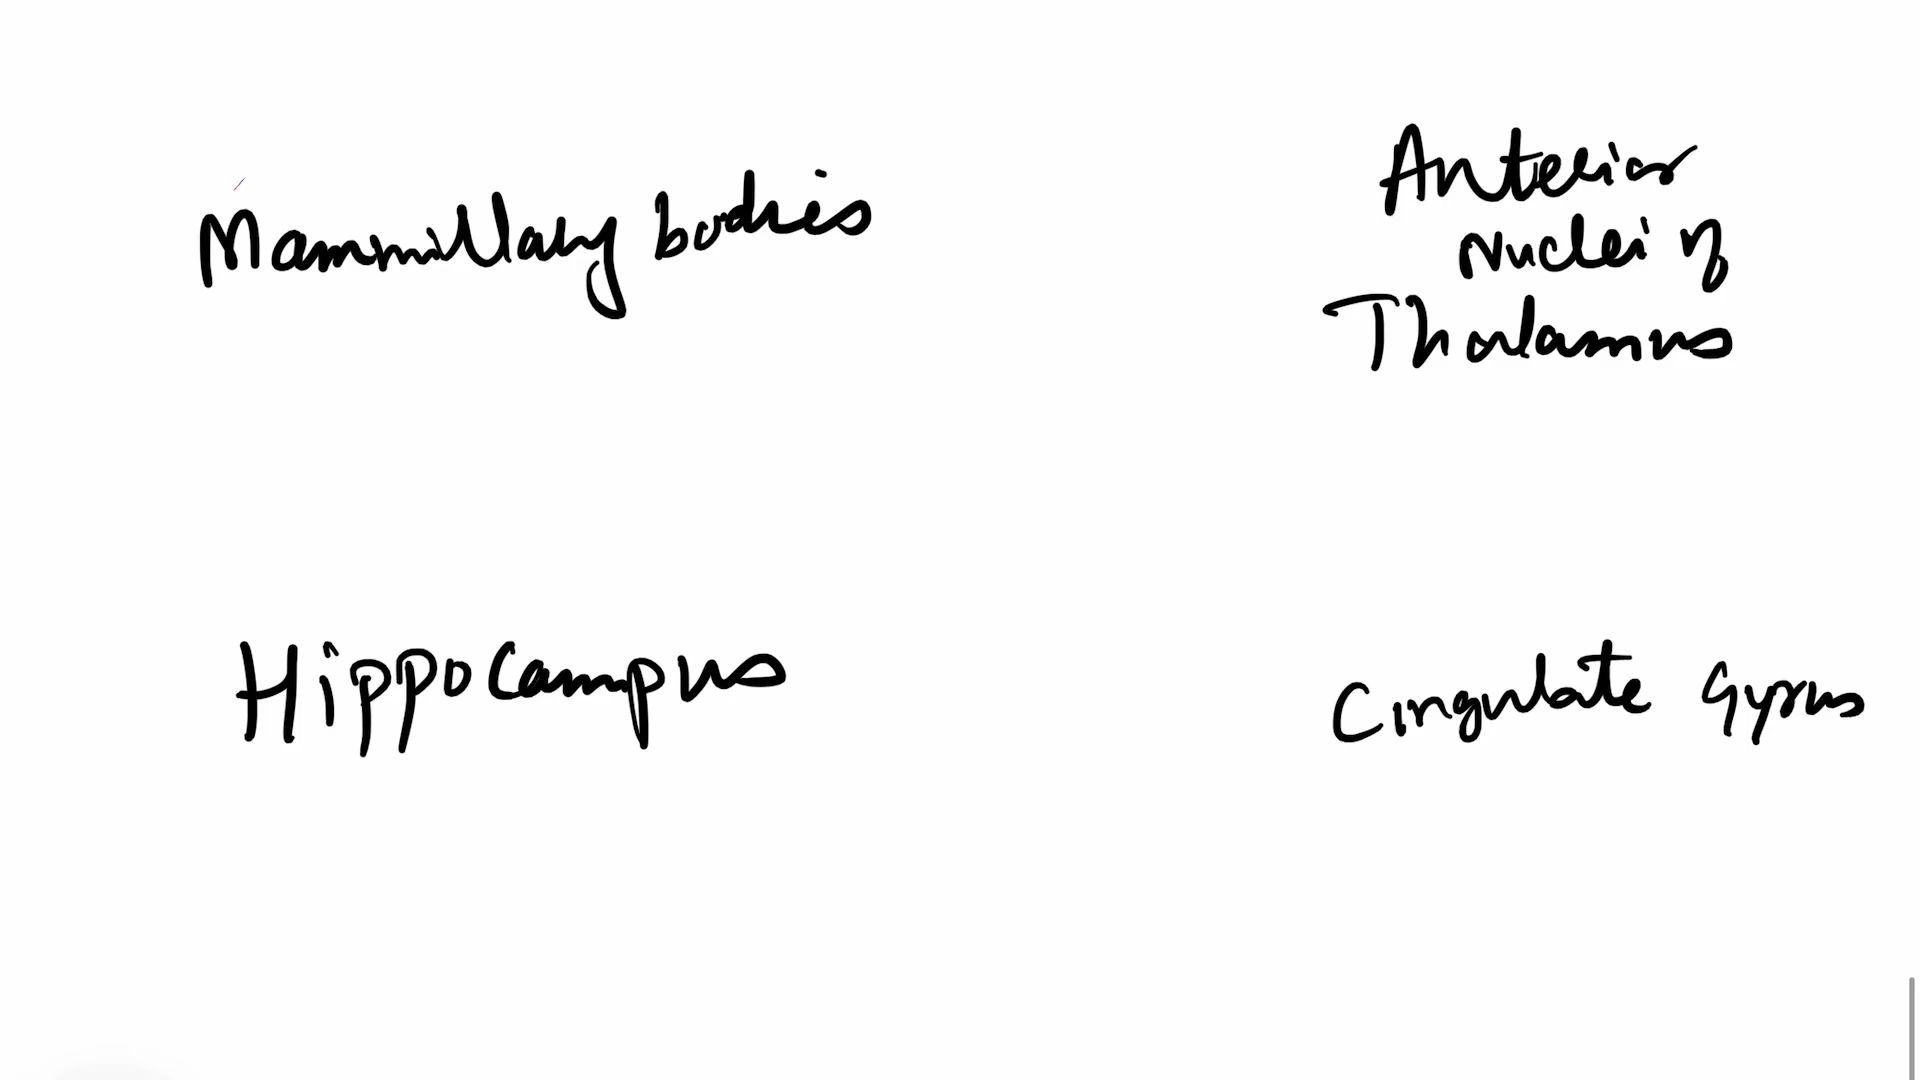 Mammillary bodies
Anterior
nuclei of
Thalamus
Hippocampus
Cingulate Gyrus